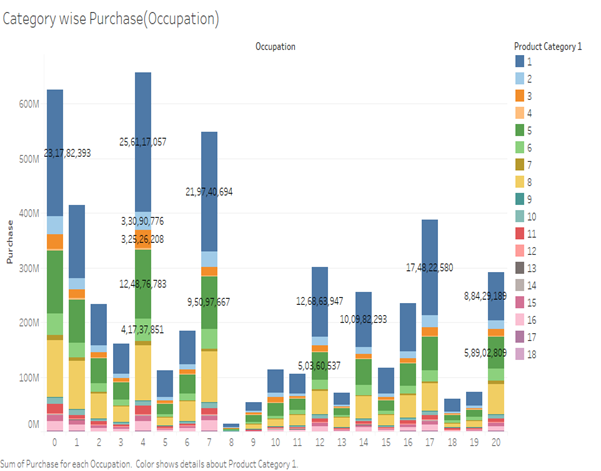 Category wise Purchase(Occupation)
Occupation
Product Category 1
1
2
3
4
5
6
7
8
9
10
11
12
13
14
15
16
17
18
Purchase
600M
500M
400M
300M
200M
100M
0M
23,17,82,393
25,61,17,057
21,97,40,694
3,30,90,776
3,25,26,208
12,48,76,783
4,17,37,851
9,50,97,667
12,68,63,947
5,03,60,537
10,09,82,293
17,48,22,580
8,84,29,189
5,89,02,809
0 1 2 3 4 5 6 7 8 9 10 11 12 13 14 15 16 17 18 19 20
Sum of Purchase for each Occupation. Color shows details about Product Category 1.